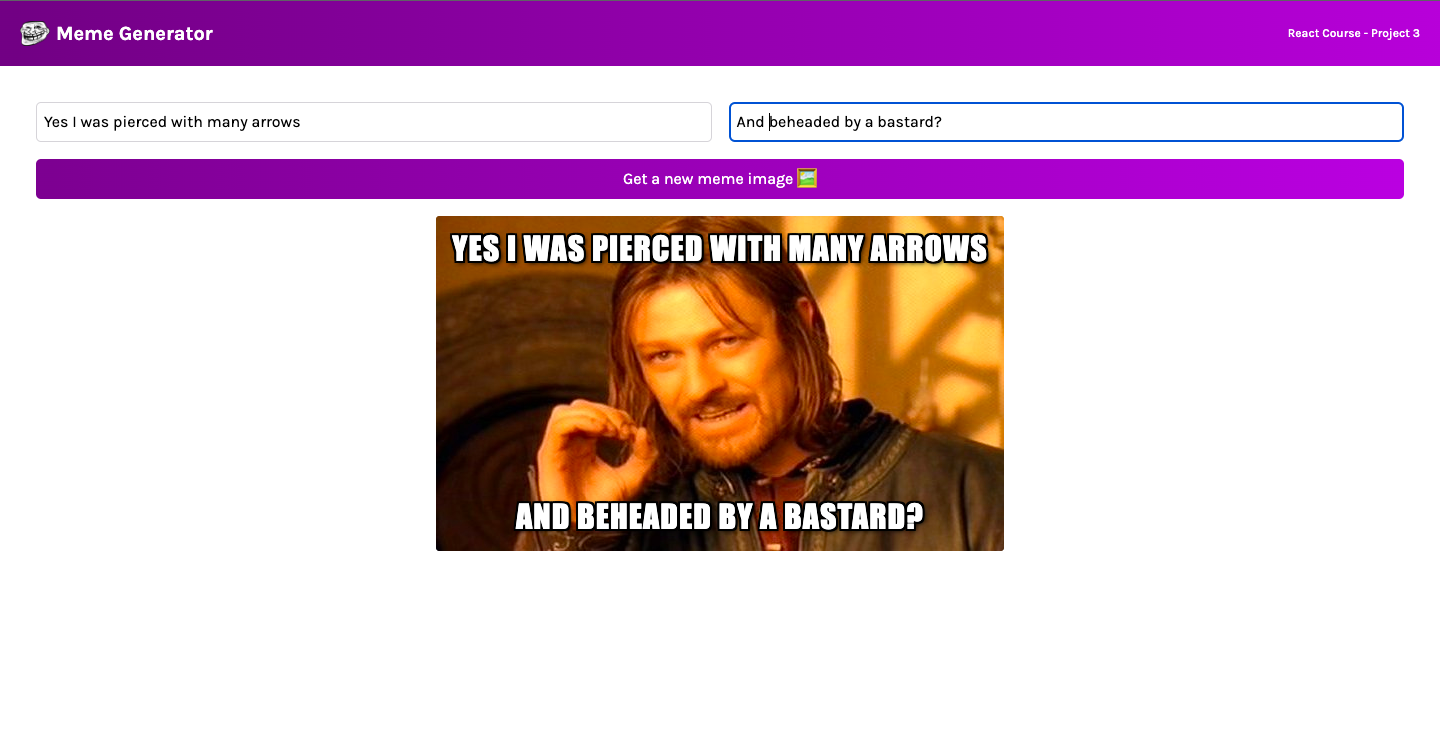 Meme Generator
React Course - Project 3
Yes I was pierced with many arrows
And beheaded by a bastard?
Get a new meme image
YES I WAS PIERCED WITH MANY ARROWS
AND BEHEADED BY A BASTARD?